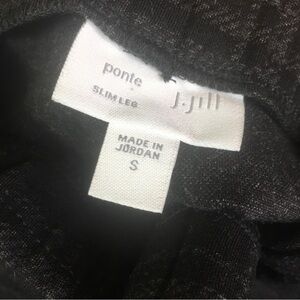 ponte
SLIM LEG
J.Jill
MADE IN
JORDAN
S